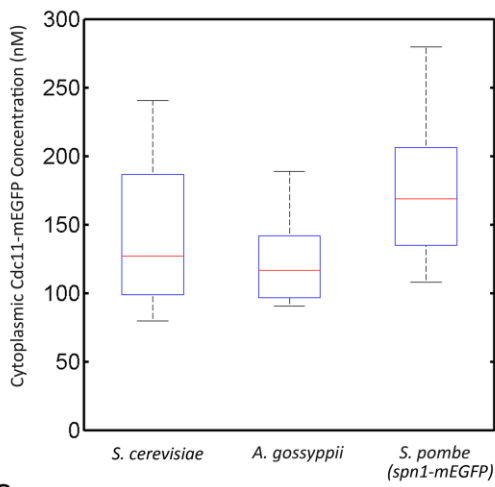 Cytoplasmic Cdc11-mEGFP Concentration (nM)
300
250
200
150
100
50
0
S. cerevisiae
A. gossyppii
S. pombe
(spn1-mEGFP)